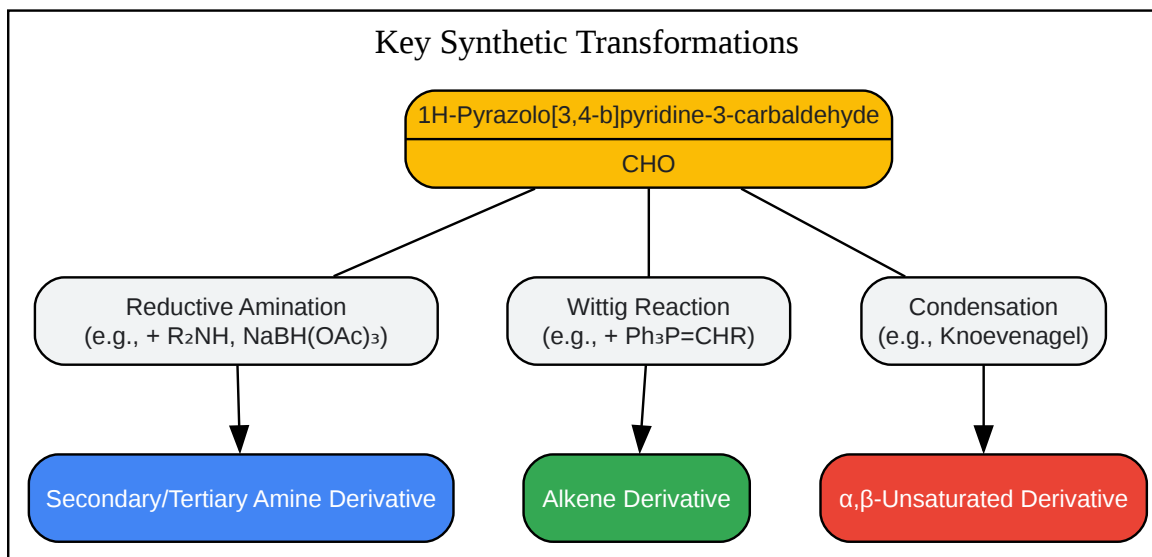 Key Synthetic Transformations
1H-Pyrazolo[3,4-b]pyridine-3-carbaldehyde
CHO
Reductive Amination
(e.g., + R₂NH, NaBH(OAc)₃)
Wittig Reaction
(e.g., + Ph₃P=CHR)
Condensation
(e.g., Knoevenagel)
Secondary/Tertiary Amine Derivative
Alkene Derivative
α,β-Unsaturated Derivative